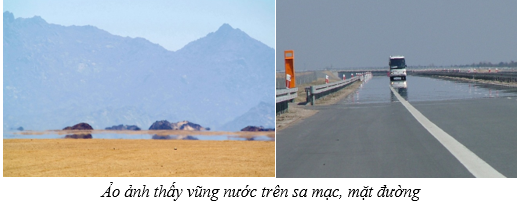 Ảo ảnh thấy vũng nước trên sa mạc, mặt đường